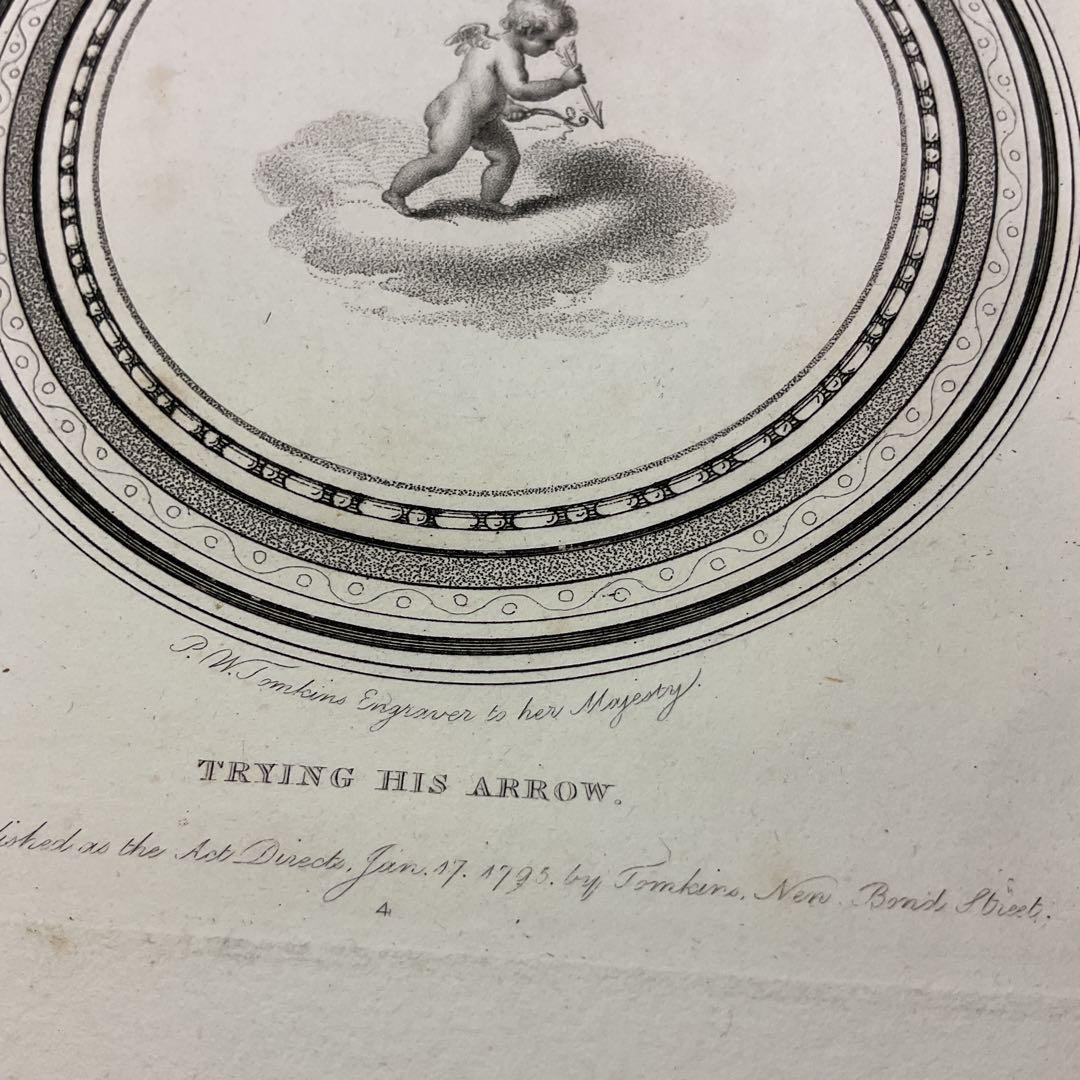 P. W. Tomkins Engraver to her Majesty.
TRYING HIS ARROW.
lished as the Act Directs, Jan. 17. 1795. by Tomkins, New Bond Street.
4